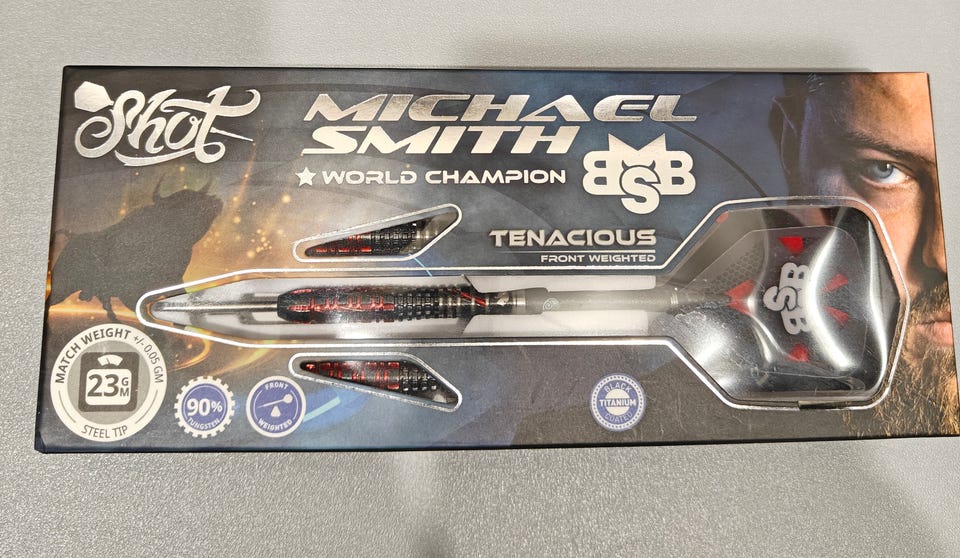 Shot
MICHAEL
SMITH
WORLD CHAMPION
MSB
TENACIOUS
FRONT WEIGHTED
BSB
MATCH WEIGHT +/- 0.05 GM
23 GM
STEEL TIP
90%
TUNGSTEN
FRONT
WEIGHTED
BLACK
TITANIUM
COATED